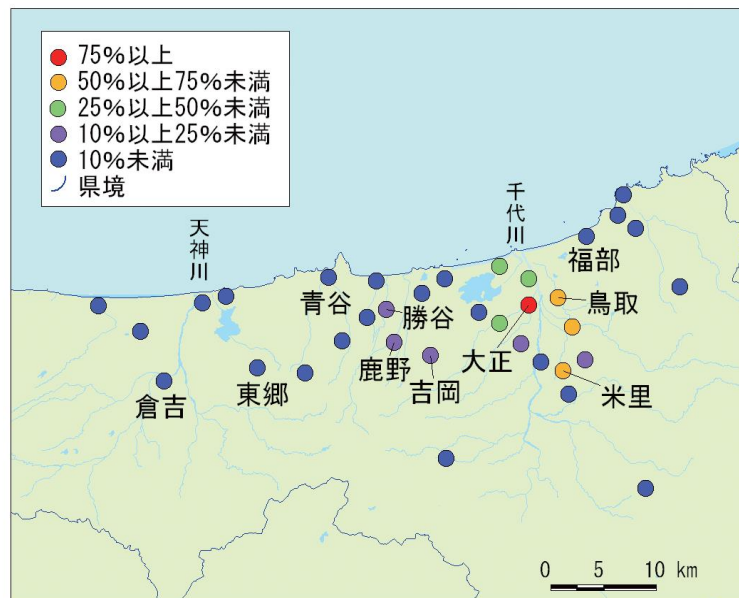 75%以上
50%以上75%未満
25%以上50%未満
10%以上25%未満
10%未満
県境
千代川
天神川
福部
青谷
勝谷
鳥取
鹿野
吉岡
大正
米里
倉吉
東郷
0 5 10 km